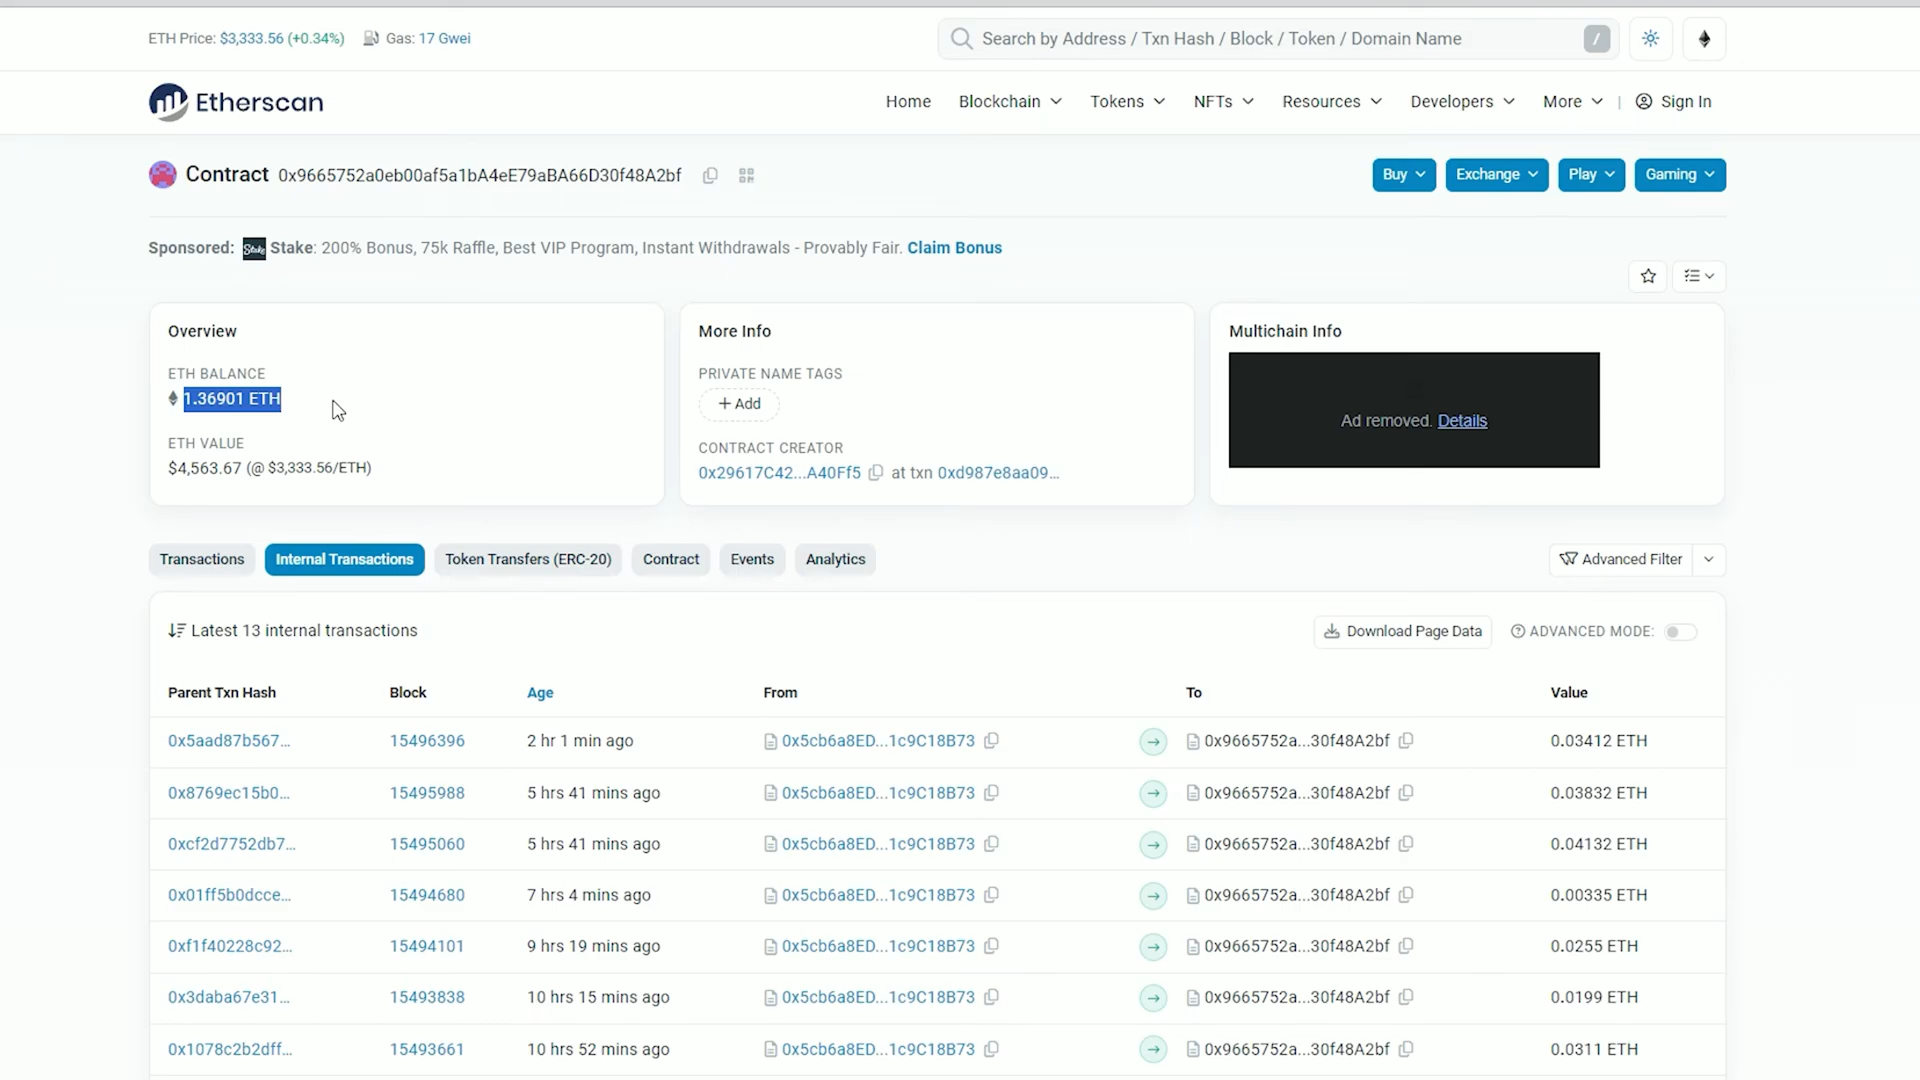 ETH Price: $3,333.56 (+0.34%) Gas: 17 Gwei
Search by Address / Txn Hash / Block / Token / Domain Name /
Etherscan
Home Blockchain Tokens NFTs Resources Developers More | Sign In
Contract 0x9665752a0eb00af5a1bA4eE79aBA66D30f48A2bf
Buy Exchange Play Gaming
Sponsored: Stake Stake: 200% Bonus, 75k Raffle, Best VIP Program, Instant Withdrawals - Provably Fair. Claim Bonus
Overview
ETH BALANCE
1.36901 ETH
ETH VALUE
$4,563.67 (@ $3,333.56/ETH)
More Info
PRIVATE NAME TAGS
+ Add
CONTRACT CREATOR
0x29617C42...A40Ff5 at txn 0xd987e8aa09...
Multichain Info
Ad removed. Details
Transactions Internal Transactions Token Transfers (ERC-20) Contract Events Analytics
Advanced Filter
Latest 13 internal transactions
Download Page Data ADVANCED MODE:
Parent Txn Hash Block Age From To Value
0x5aad87b567... 15496396 2 hr 1 min ago 0x5cb6a8ED...1c9C18B73 0x9665752a...30f48A2bf 0.03412 ETH
0x8769ec15b0... 15495988 5 hrs 41 mins ago 0x5cb6a8ED...1c9C18B73 0x9665752a...30f48A2bf 0.03832 ETH
0xcf2d7752db7... 15495060 5 hrs 41 mins ago 0x5cb6a8ED...1c9C18B73 0x9665752a...30f48A2bf 0.04132 ETH
0x01ff5b0dcce... 15494680 7 hrs 4 mins ago 0x5cb6a8ED...1c9C18B73 0x9665752a...30f48A2bf 0.00335 ETH
0xf1f40228c92... 15494101 9 hrs 19 mins ago 0x5cb6a8ED...1c9C18B73 0x9665752a...30f48A2bf 0.0255 ETH
0x3daba67e31... 15493838 10 hrs 15 mins ago 0x5cb6a8ED...1c9C18B73 0x9665752a...30f48A2bf 0.0199 ETH
0x1078c2b2dff... 15493661 10 hrs 52 mins ago 0x5cb6a8ED...1c9C18B73 0x9665752a...30f48A2bf 0.0311 ETH